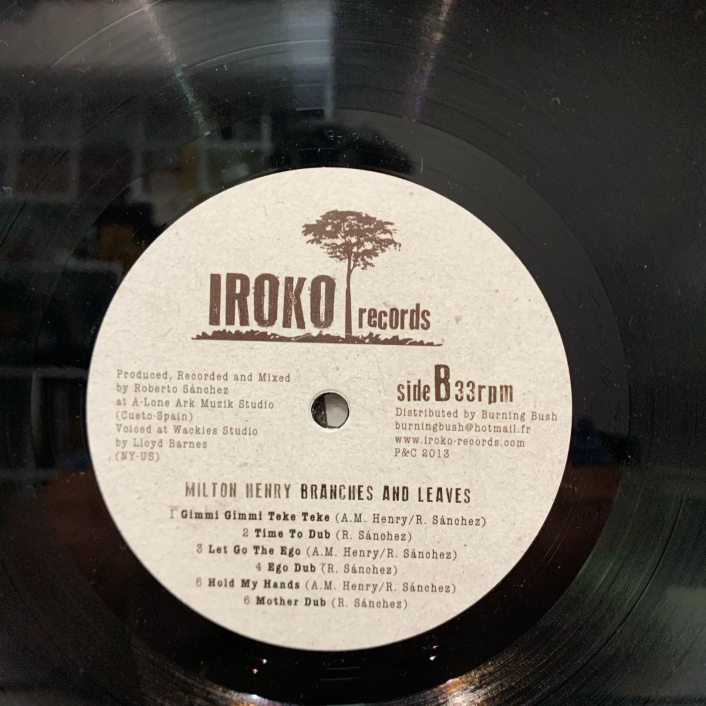 IROKO records
Produced, Recorded and Mixed
by Roberto Sánchez
at A-Lone Ark Muzik Studio
(Cueto-Spain)
Voiced at Wackies Studio
by Lloyd Barnes
(NY-US)
side B 33rpm
Distributed by Burning Bush
burningbush@hotmail.fr
www.iroko-records.com
P&C 2013
MILTON HENRY BRANCHES AND LEAVES
1 Gimmi Gimmi Teke Teke (A.M. Henry/R. Sánchez)
2 Time To Dub (R. Sánchez)
3 Let Go The Ego (A.M. Henry/R. Sánchez)
4 Ego Dub (R. Sánchez)
5 Hold My Hands (A.M. Henry/R. Sánchez)
6 Mother Dub (R. Sánchez)